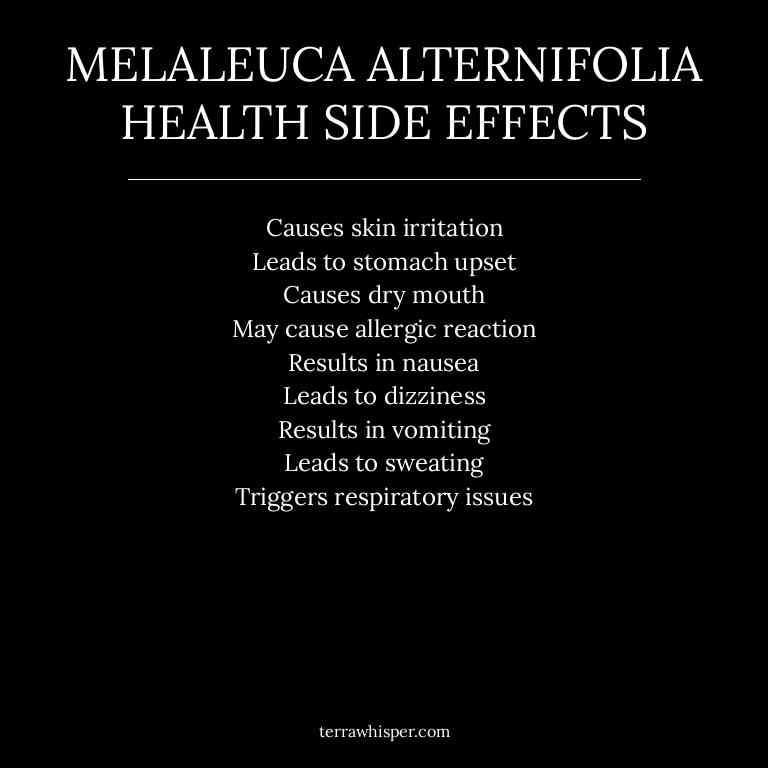 MELALEUCA ALTERNIFOLIA
HEALTH SIDE EFFECTS
Causes skin irritation
Leads to stomach upset
Causes dry mouth
May cause allergic reaction
Results in nausea
Leads to dizziness
Results in vomiting
Leads to sweating
Triggers respiratory issues
terrawhisper.com